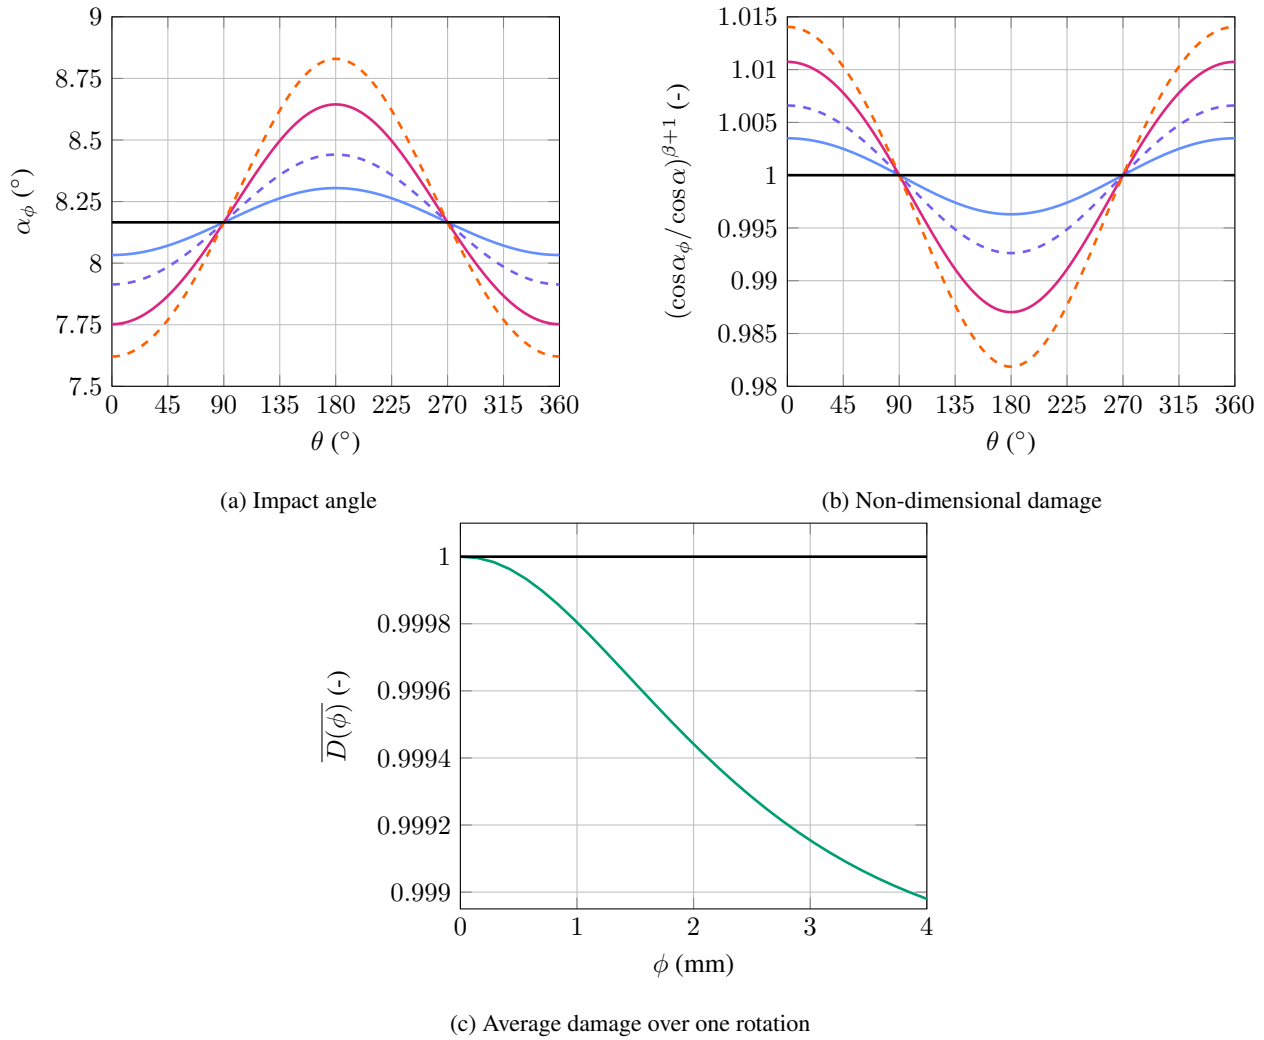 9
8.75
8.5
8.25
8
7.75
7.5
0 45 90 135 180 225 270 315 360
α_ϕ (°)
θ (°)
(a) Impact angle
1.015
1.01
1.005
1
0.995
0.99
0.985
0.98
0 45 90 135 180 225 270 315 360
(cos α_ϕ / cos α)^{β+1} (-)
θ (°)
(b) Non-dimensional damage
1
0.9998
0.9996
0.9994
0.9992
0.999
0 1 2 3 4
\overline{D(ϕ)} (-)
ϕ (mm)
(c) Average damage over one rotation